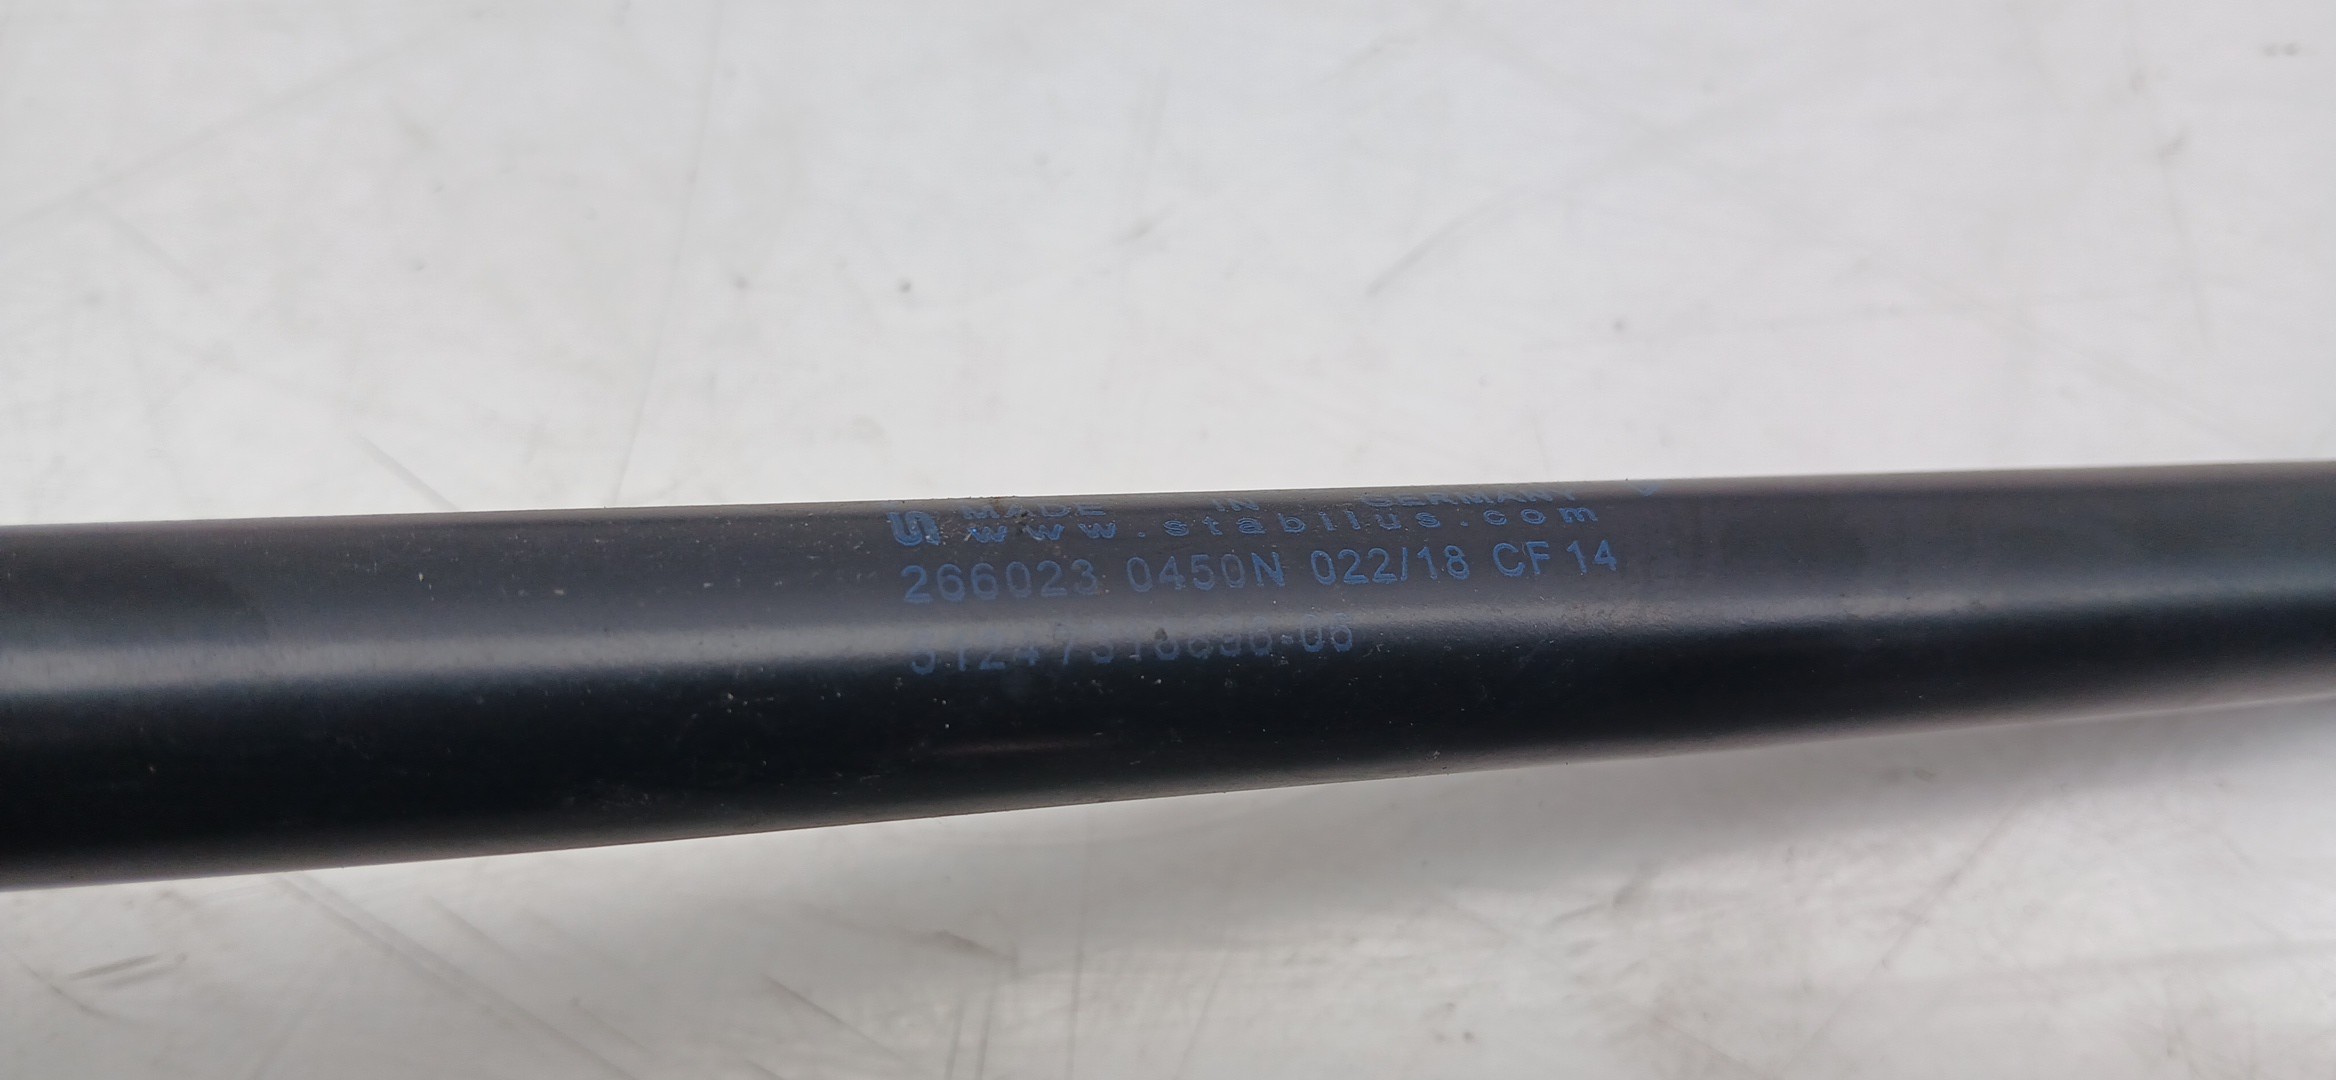 MADE IN GERMANY
www.stabilus.com
266023 0450N 022/18 CF 14